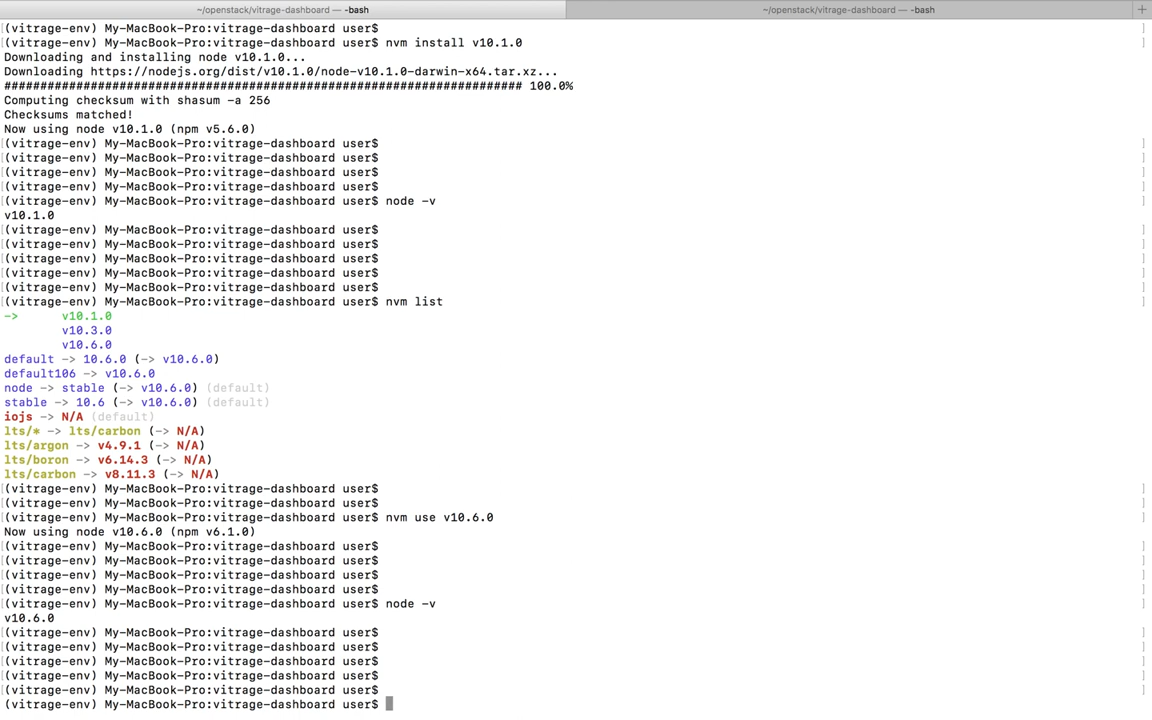 ~/openstack/vitrage-dashboard — -bash
~/openstack/vitrage-dashboard — -bash
+
(vitrage-env) My-MacBook-Pro:vitrage-dashboard user$
(vitrage-env) My-MacBook-Pro:vitrage-dashboard user$ nvm install v10.1.0
Downloading and installing node v10.1.0...
Downloading https://nodejs.org/dist/v10.1.0/node-v10.1.0-darwin-x64.tar.xz...
######################################################################## 100.0%
Computing checksum with shasum -a 256
Checksums matched!
Now using node v10.1.0 (npm v5.6.0)
(vitrage-env) My-MacBook-Pro:vitrage-dashboard user$
(vitrage-env) My-MacBook-Pro:vitrage-dashboard user$
(vitrage-env) My-MacBook-Pro:vitrage-dashboard user$
(vitrage-env) My-MacBook-Pro:vitrage-dashboard user$
(vitrage-env) My-MacBook-Pro:vitrage-dashboard user$ node -v
v10.1.0
(vitrage-env) My-MacBook-Pro:vitrage-dashboard user$
(vitrage-env) My-MacBook-Pro:vitrage-dashboard user$
(vitrage-env) My-MacBook-Pro:vitrage-dashboard user$
(vitrage-env) My-MacBook-Pro:vitrage-dashboard user$
(vitrage-env) My-MacBook-Pro:vitrage-dashboard user$
(vitrage-env) My-MacBook-Pro:vitrage-dashboard user$ nvm list
-> v10.1.0
v10.3.0
v10.6.0
default -> 10.6.0 (-> v10.6.0)
default106 -> v10.6.0
node -> stable (-> v10.6.0) (default)
stable -> 10.6 (-> v10.6.0) (default)
iojs -> N/A (default)
lts/* -> lts/carbon (-> N/A)
lts/argon -> v4.9.1 (-> N/A)
lts/boron -> v6.14.3 (-> N/A)
lts/carbon -> v8.11.3 (-> N/A)
(vitrage-env) My-MacBook-Pro:vitrage-dashboard user$
(vitrage-env) My-MacBook-Pro:vitrage-dashboard user$
(vitrage-env) My-MacBook-Pro:vitrage-dashboard user$ nvm use v10.6.0
Now using node v10.6.0 (npm v6.1.0)
(vitrage-env) My-MacBook-Pro:vitrage-dashboard user$
(vitrage-env) My-MacBook-Pro:vitrage-dashboard user$
(vitrage-env) My-MacBook-Pro:vitrage-dashboard user$
(vitrage-env) My-MacBook-Pro:vitrage-dashboard user$
(vitrage-env) My-MacBook-Pro:vitrage-dashboard user$ node -v
v10.6.0
(vitrage-env) My-MacBook-Pro:vitrage-dashboard user$
(vitrage-env) My-MacBook-Pro:vitrage-dashboard user$
(vitrage-env) My-MacBook-Pro:vitrage-dashboard user$
(vitrage-env) My-MacBook-Pro:vitrage-dashboard user$
(vitrage-env) My-MacBook-Pro:vitrage-dashboard user$
(vitrage-env) My-MacBook-Pro:vitrage-dashboard user$